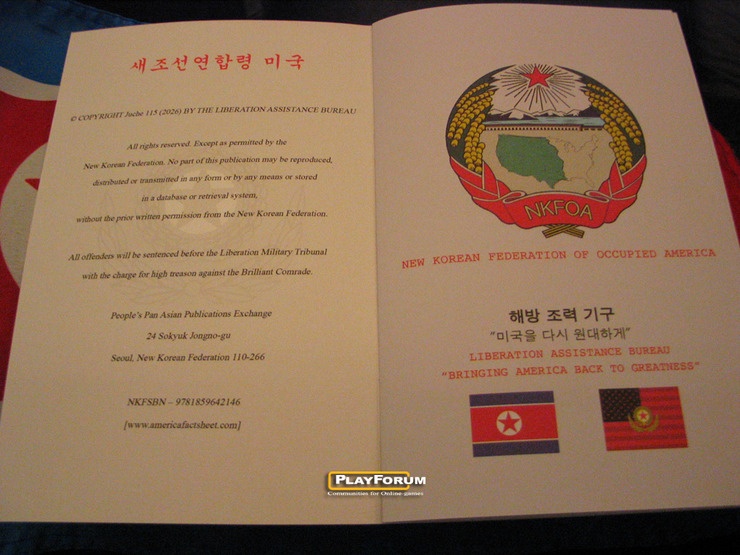 새조선연합령 미국
© COPYRIGHT Juche 115 (2026) BY THE LIBERATION ASSISTANCE BUREAU
All rights reserved. Except as permitted by the
New Korean Federation. No part of this publication may be reproduced,
distributed or transmitted in any form or by any means or stored
in a database or retrieval system,
without the prior written permission from the New Korean Federation.
All offenders will be sentenced before the Liberation Military Tribunal
with the charge for high treason against the Brilliant Comrade.
People's Pan Asian Publications Exchange
24 Sokyuk Jongno-gu
Seoul, New Korean Federation 110-266
NKFSBN – 9781859642146
[www.americafactsheet.com]
NKFOA
NEW KOREAN FEDERATION OF OCCUPIED AMERICA
해방 조력 기구
"미국을 다시 원대하게"
LIBERATION ASSISTANCE BUREAU
"BRINGING AMERICA BACK TO GREATNESS"
PLAYFORUM
Communities for Online games